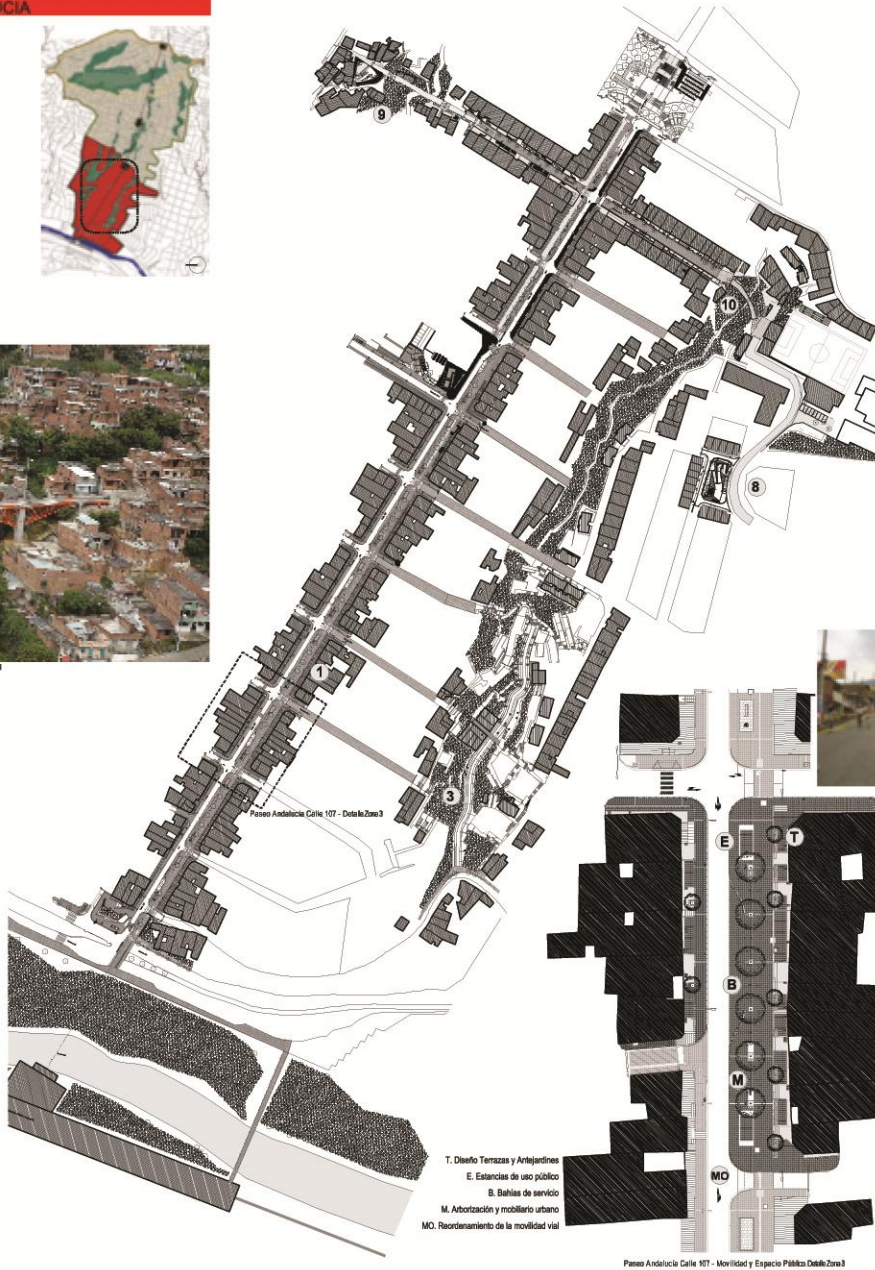 9
10
8
1
3
Paseo Andalucia Calle 107 - Detalle Zona 3
E
T
B
M
MO
T. Diseño Terrazas y Antejardines
E. Estancias de uso público
B. Bahías de servicio
M. Arborización y mobiliario urbano
MO. Reordenamiento de la movilidad vial
Paseo Andalucía Calle 107 - Movilidad y Espacio Público. Detalle Zona 3